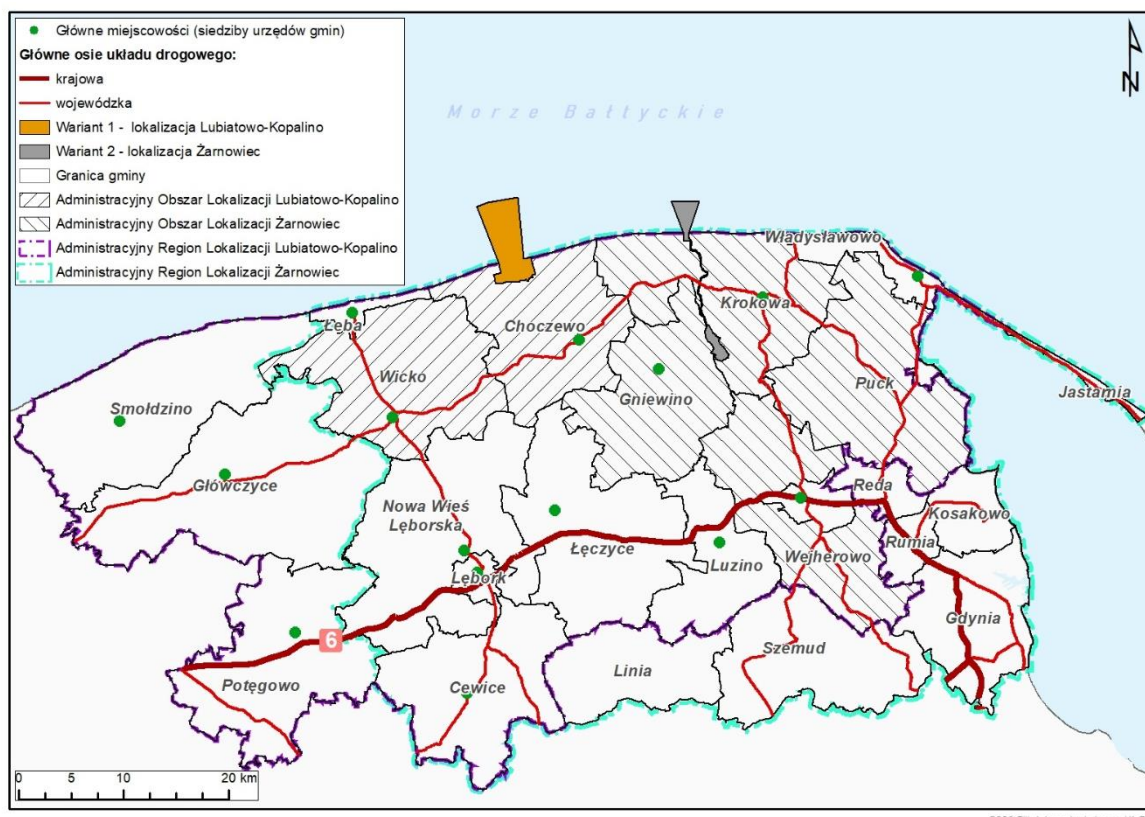 Główne miejscowości (siedziby urzędów gmin)
Główne osie układu drogowego:
krajowa
wojewódzka
Wariant 1 - lokalizacja Lubiatowo-Kopalino
Wariant 2 - lokalizacja Żarnowiec
Granica gminy
Administracyjny Obszar Lokalizacji Lubiatowo-Kopalino
Administracyjny Obszar Lokalizacji Żarnowiec
Administracyjny Region Lokalizacji Lubiatowo-Kopalino
Administracyjny Region Lokalizacji Żarnowiec
N
Morze Bałtyckie
Władysławowo
Łeba
Choczewo
Krokowa
Wicko
Gniewino
Puck
Jastarnia
Smołdzino
Główczyce
Nowa Wieś
Lęborska
Reda
Kosakowo
Łęczyce
Luzino
Wejherowo
Rumia
Lębork
Gdynia
6
Szemud
Linia
Potęgowo
Cewice
0 5 10 20 km